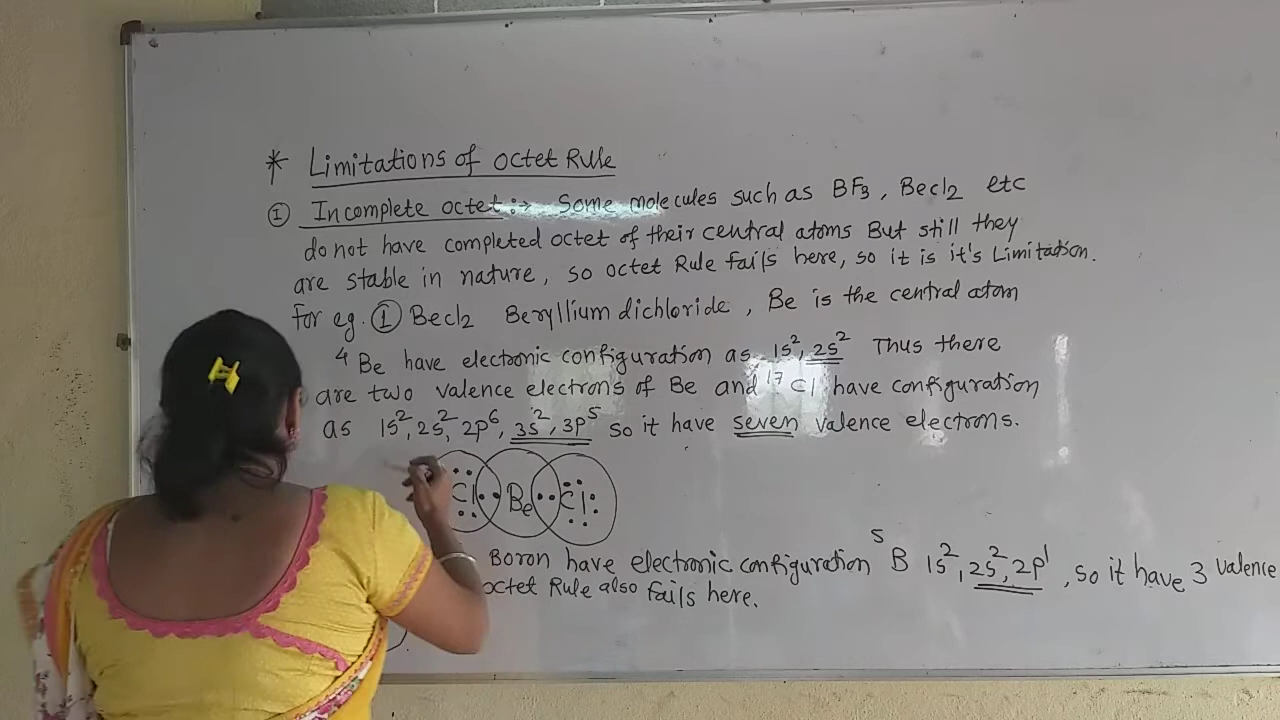 * Limitations of octet Rule
① Incomplete octet :→ Some molecules such as BF₃, Becl₂ etc
do not have completed octet of their central atoms But still they
are stable in nature, so octet Rule fails here, so it is it's Limitation.
For eg. ① Becl₂ Beryllium dichloride, Be is the central atom
⁴Be have electronic configuration as 1s², 2s² Thus there
are two valence electrons of Be and ¹⁷Cl have configuration
as 1s², 2s², 2p⁶, 3s², 3p⁵ so it have seven valence electrons.
Cl Be Cl
Boron have electronic configuration ⁵B 1s², 2s², 2p¹, so it have 3 valence
octet Rule also fails here.